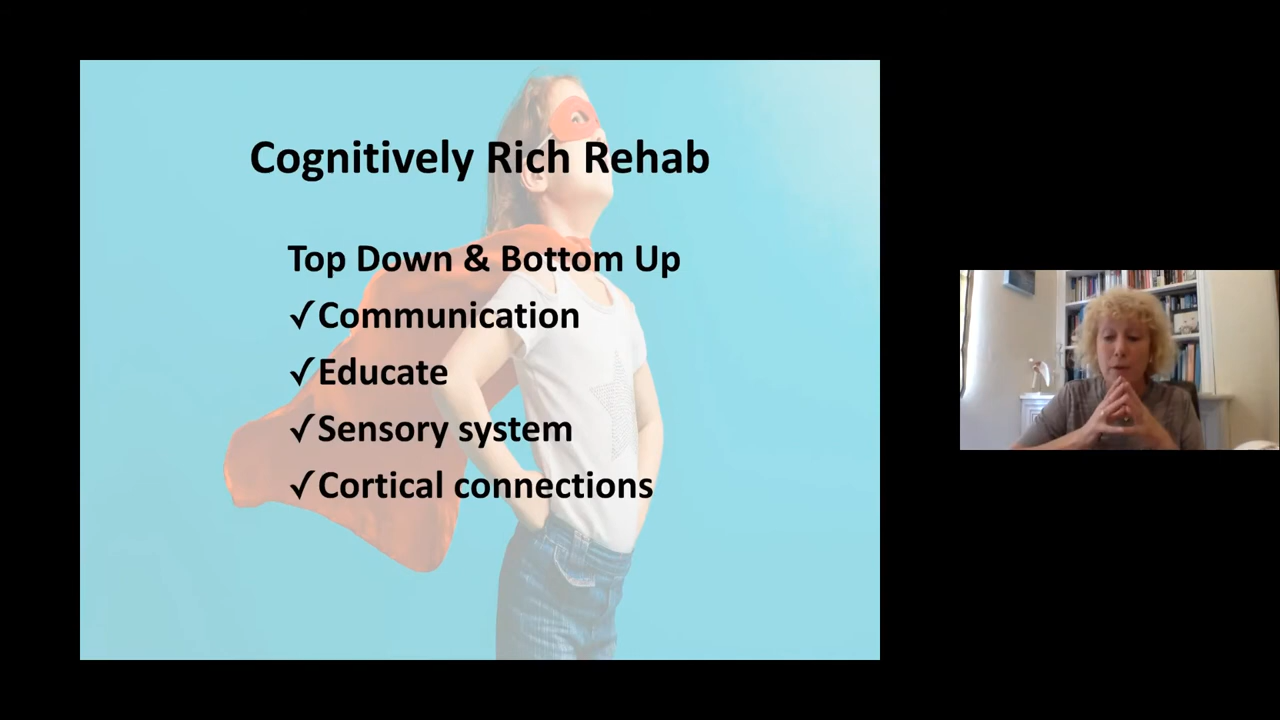 Cognitively Rich Rehab
Top Down & Bottom Up
✓Communication
✓Educate
✓Sensory system
✓Cortical connections